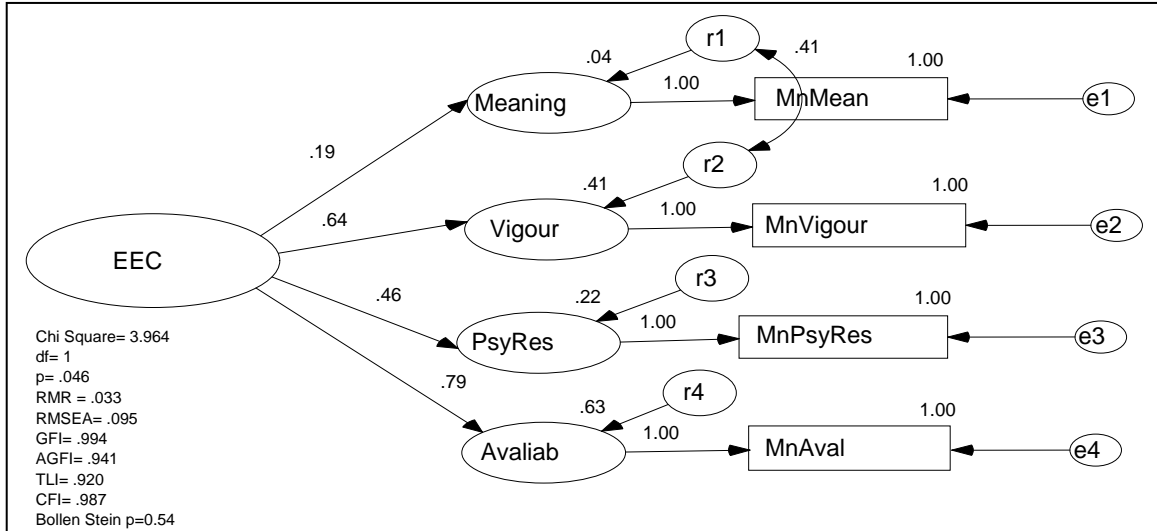 r1
.41
.04
1.00
1.00
Meaning
MnMean
e1
.19
r2
.41
1.00
1.00
.64
Vigour
MnVigour
e2
EEC
r3
.46
.22
1.00
1.00
PsyRes
MnPsyRes
e3
.79
r4
.63
1.00
1.00
Avaliab
MnAval
e4
Chi Square= 3.964
df= 1
p= .046
RMR = .033
RMSEA= .095
GFI= .994
AGFI= .941
TLI= .920
CFI= .987
Bollen Stein p=0.54